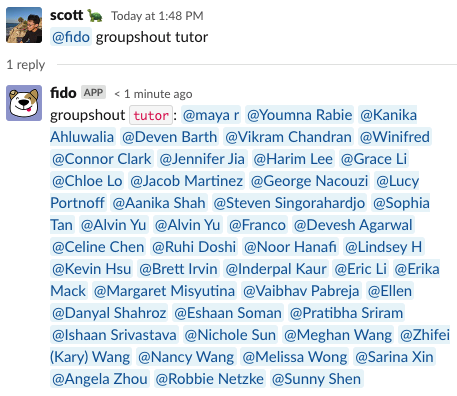 scott Today at 1:48 PM
@fido groupshout tutor
1 reply
fido APP < 1 minute ago
groupshout tutor: @maya r @Youmna Rabie @Kanika
Ahluwalia @Deven Barth @Vikram Chandran @Winifred
@Connor Clark @Jennifer Jia @Harim Lee @Grace Li
@Chloe Lo @Jacob Martinez @George Nacouzi @Lucy
Portnoff @Aanika Shah @Steven Singorahardjo @Sophia
Tan @Alvin Yu @Alvin Yu @Franco @Devesh Agarwal
@Celine Chen @Ruhi Doshi @Noor Hanafi @Lindsey H
@Kevin Hsu @Brett Irvin @Inderpal Kaur @Eric Li @Erika
Mack @Margaret Misyutina @Vaibhav Pabreja @Ellen
@Danyal Shahroz @Eshaan Soman @Pratibha Sriram
@Ishaan Srivastava @Nichole Sun @Meghan Wang @Zhifei
(Kary) Wang @Nancy Wang @Melissa Wong @Sarina Xin
@Angela Zhou @Robbie Netzke @Sunny Shen